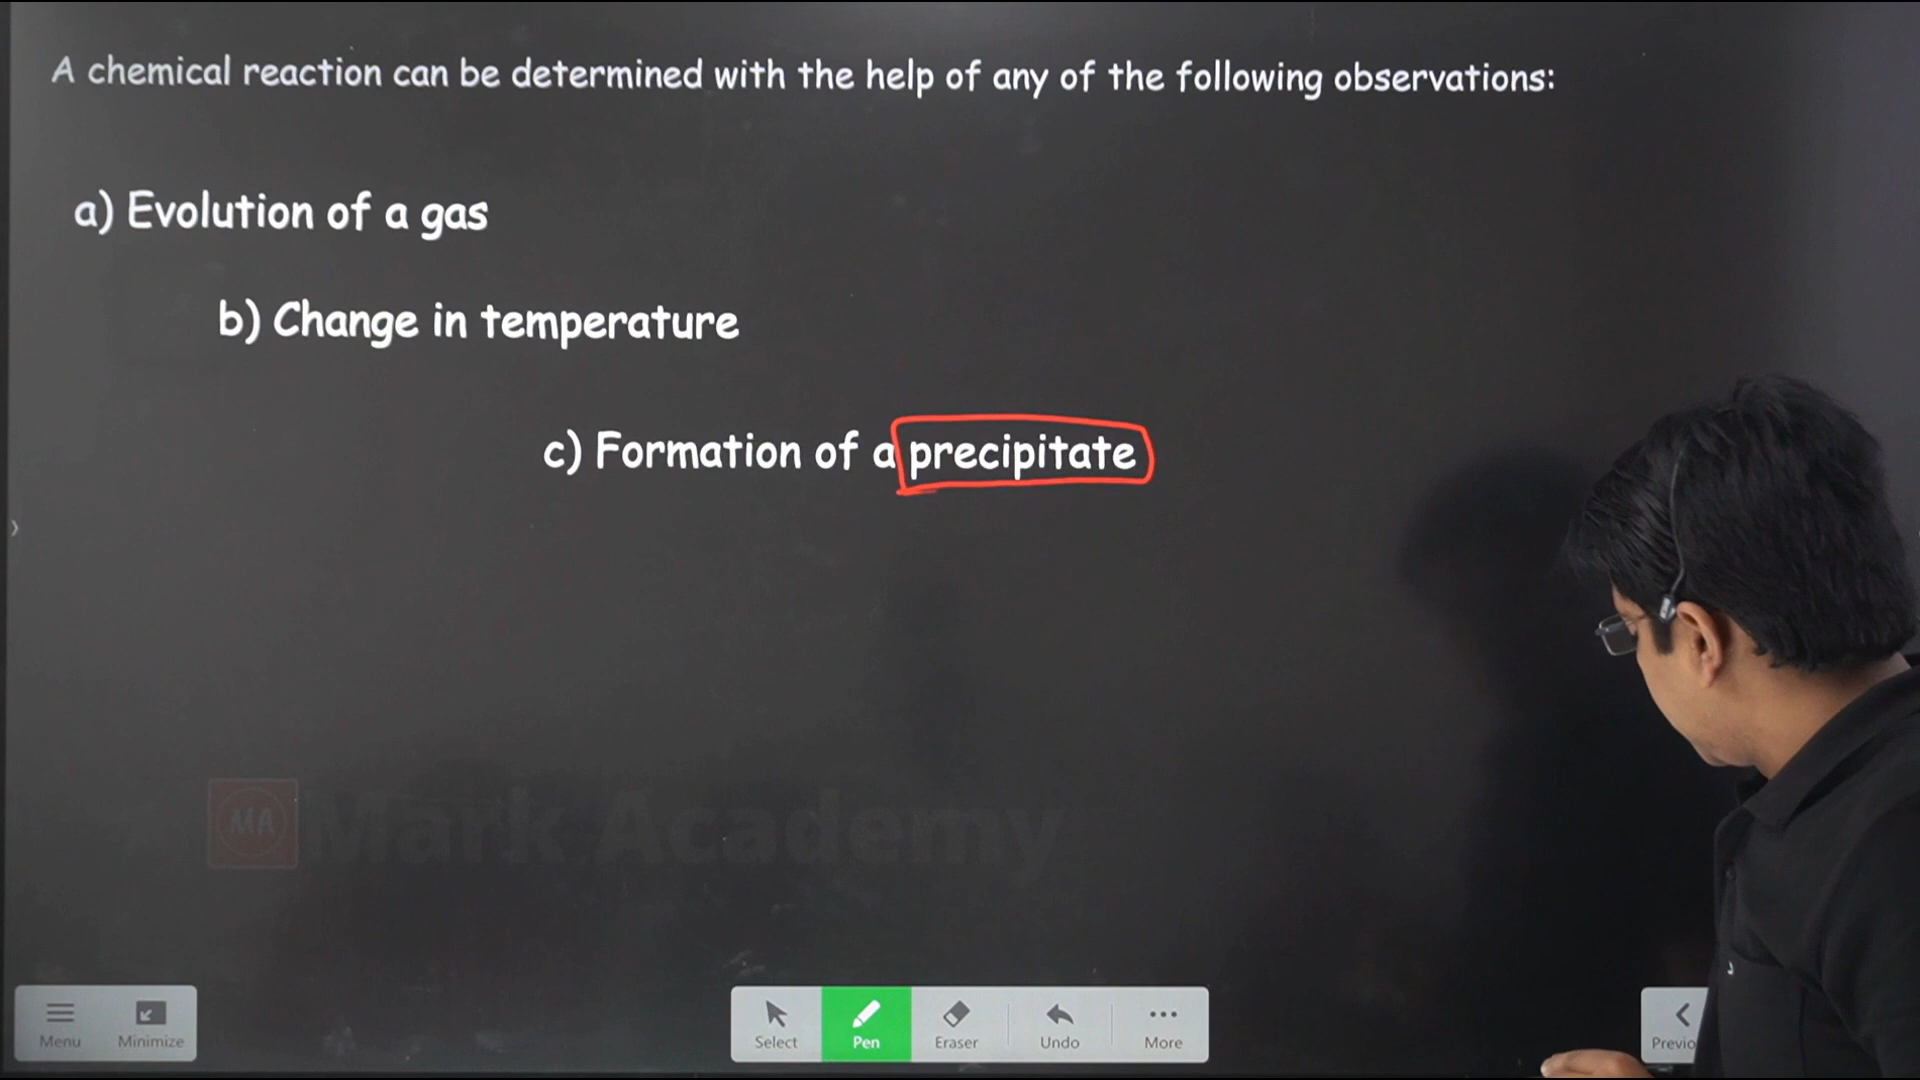 A chemical reaction can be determined with the help of any of the following observations:
a) Evolution of a gas
b) Change in temperature
c) Formation of a precipitate
MA Mark Academy
Menu
Minimize
Select
Pen
Eraser
Undo
More
Previo